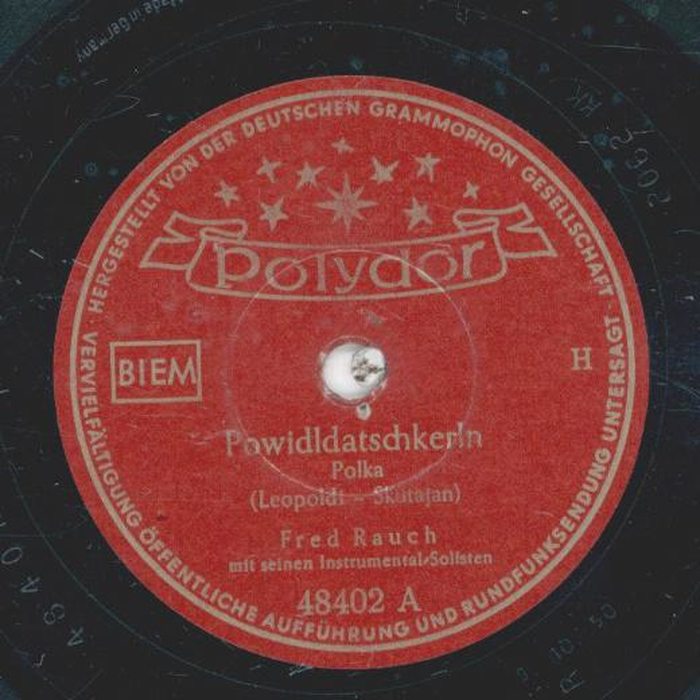 Made in Germany
HERGESTELLT VON DER DEUTSCHEN GRAMMOPHON GESELLSCHAFT · VERVIELFÄLTIGUNG ÖFFENTLICHE AUFFÜHRUNG UND RUNDFUNKSENDUNG UNTERSAGT ·
Polydor
BIEM
H
Powidldatschkerln
Polka
(Leopoldi – Skutajan)
Fred Rauch
mit seinen Instrumental-Solisten
48402 A